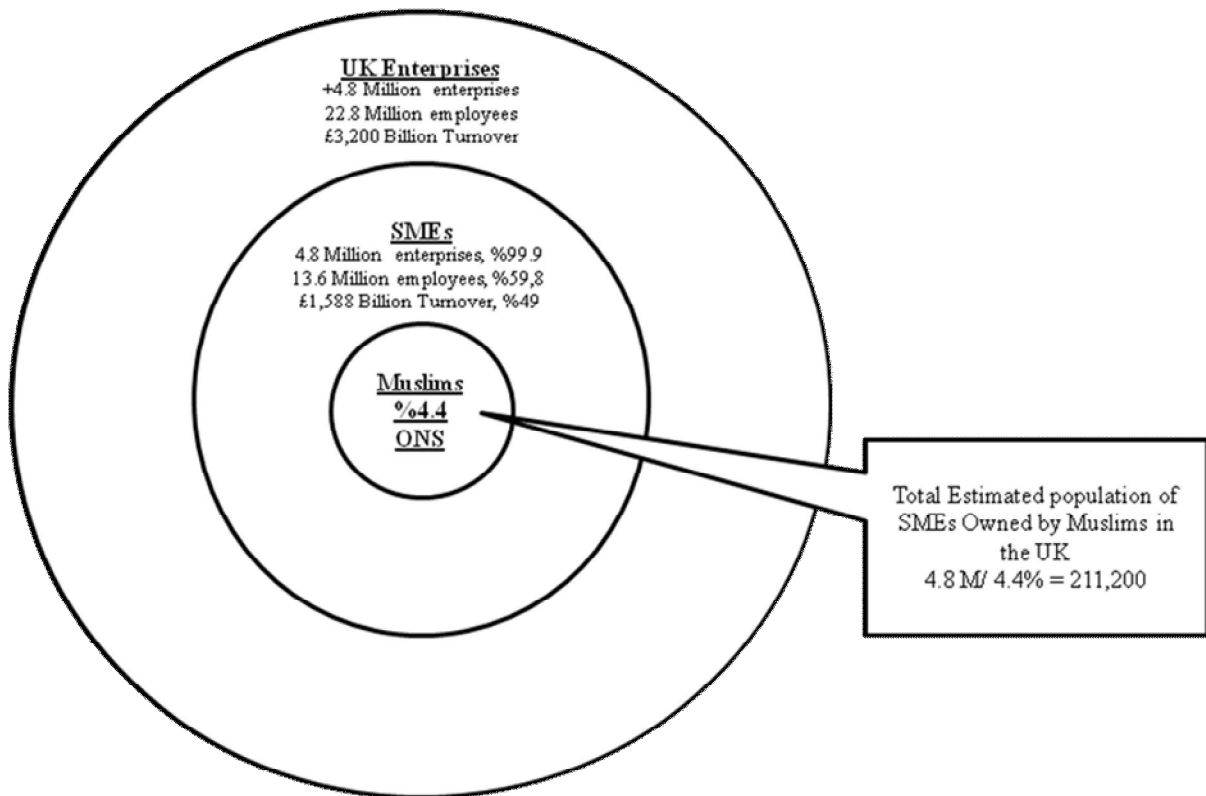 UK Enterprises
+4.8 Million enterprises
22.8 Million employees
£3,200 Billion Turnover
SMEs
4.8 Million enterprises, %99.9
13.6 Million employees, %59,8
£1,588 Billion Turnover, %49
Muslims
%4.4
ONS
Total Estimated population of
SMEs Owned by Muslims in
the UK
4.8 M/ 4.4% = 211,200